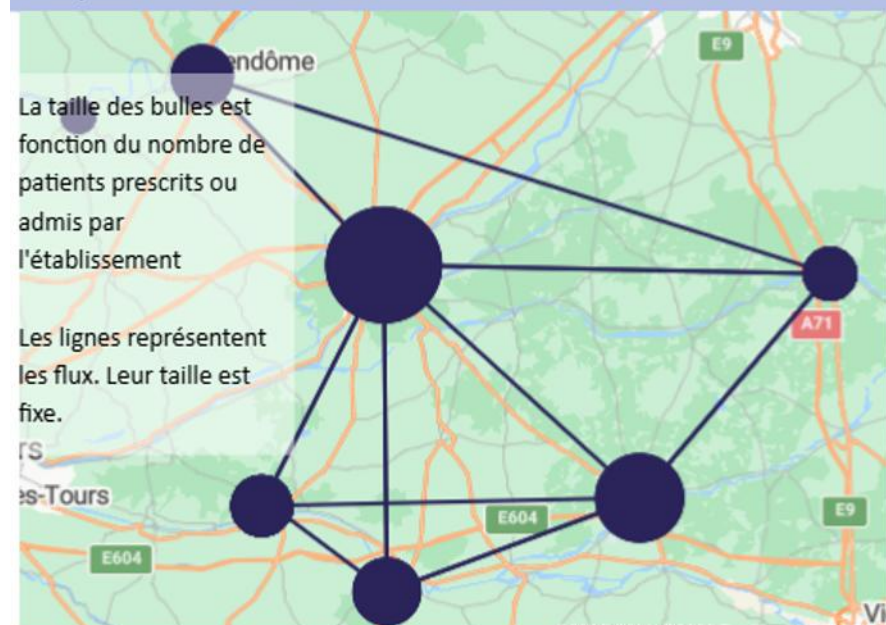 endôme
E9
La taille des bulles est
fonction du nombre de
patients prescrits ou
admis par
l'établissement
A71
Les lignes représentent
les flux. Leur taille est
fixe.
rs
es-Tours
E604
E9
E604
Vi